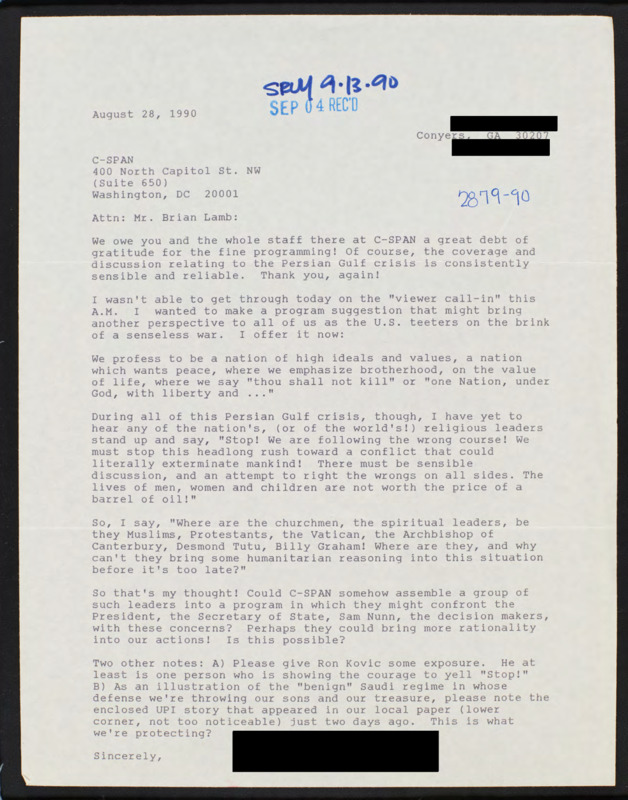 SRUY 9.13.90
SEP 04 REC'D
August 28, 1990
Conyers, GA 30207
C-SPAN
400 North Capitol St. NW
(Suite 650)
Washington, DC 20001
2879-90
Attn: Mr. Brian Lamb:
We owe you and the whole staff there at C-SPAN a great debt of
gratitude for the fine programming! Of course, the coverage and
discussion relating to the Persian Gulf crisis is consistently
sensible and reliable. Thank you, again!
I wasn't able to get through today on the "viewer call-in" this
A.M. I wanted to make a program suggestion that might bring
another perspective to all of us as the U.S. teeters on the brink
of a senseless war. I offer it now:
We profess to be a nation of high ideals and values, a nation
which wants peace, where we emphasize brotherhood, on the value
of life, where we say "thou shall not kill" or "one Nation, under
God, with liberty and ..."
During all of this Persian Gulf crisis, though, I have yet to
hear any of the nation's, (or of the world's!) religious leaders
stand up and say, "Stop! We are following the wrong course! We
must stop this headlong rush toward a conflict that could
literally exterminate mankind! There must be sensible
discussion, and an attempt to right the wrongs on all sides. The
lives of men, women and children are not worth the price of a
barrel of oil!"
So, I say, "Where are the churchmen, the spiritual leaders, be
they Muslims, Protestants, the Vatican, the Archbishop of
Canterbury, Desmond Tutu, Billy Graham! Where are they, and why
can't they bring some humanitarian reasoning into this situation
before it's too late?"
So that's my thought! Could C-SPAN somehow assemble a group of
such leaders into a program in which they might confront the
President, the Secretary of State, Sam Nunn, the decision makers,
with these concerns? Perhaps they could bring more rationality
into our actions! Is this possible?
Two other notes: A) Please give Ron Kovic some exposure. He at
least is one person who is showing the courage to yell "Stop!"
B) As an illustration of the "benign" Saudi regime in whose
defense we're throwing our sons and our treasure, please note the
enclosed UPI story that appeared in our local paper (lower
corner, not too noticeable) just two days ago. This is what
we're protecting?
Sincerely,